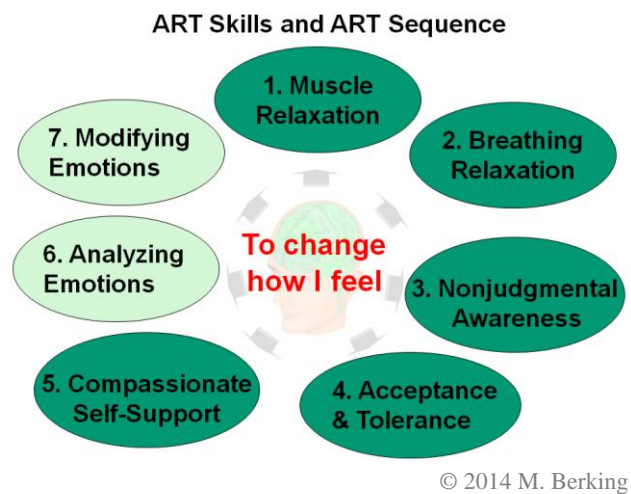 ART Skills and ART Sequence
1. Muscle
Relaxation
2. Breathing
Relaxation
3. Nonjudgmental
Awareness
4. Acceptance
& Tolerance
5. Compassionate
Self-Support
6. Analyzing
Emotions
7. Modifying
Emotions
To change
how I feel
© 2014 M. Berking